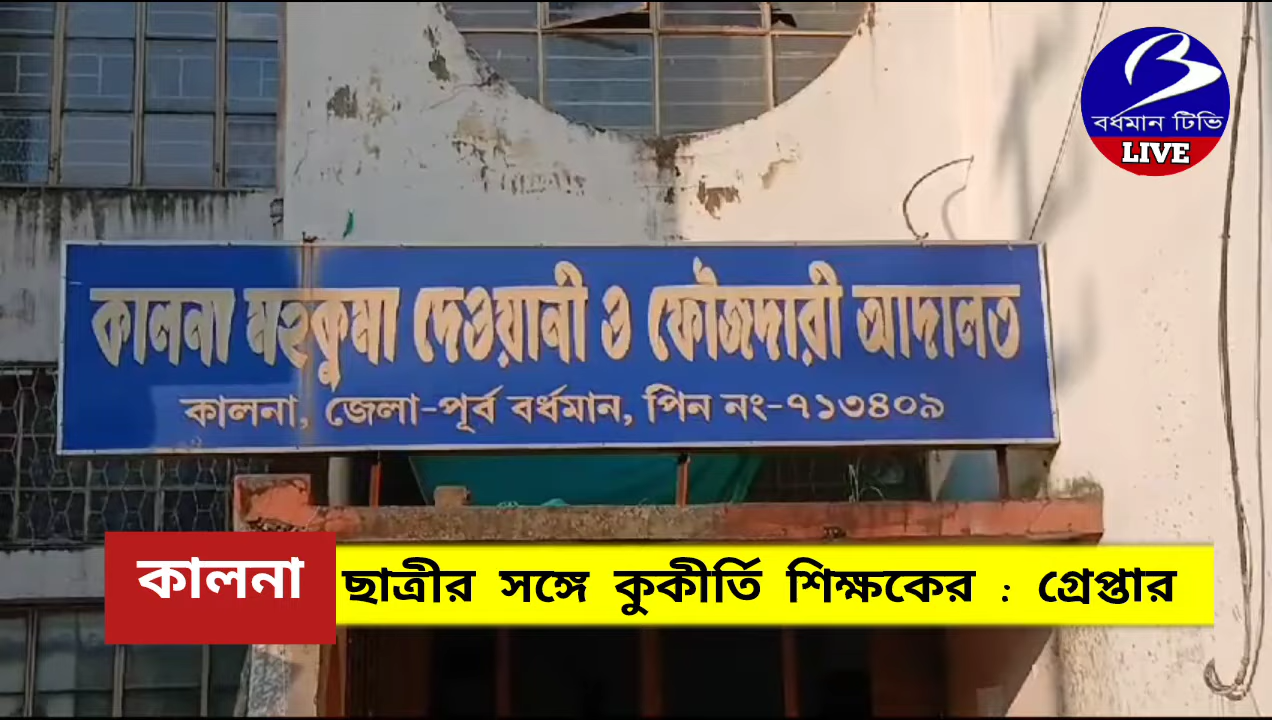 বর্ধমান টিভি
LIVE
কালনা মহকুমা দেওয়ানী ও ফৌজদারী আদালত
কালনা, জেলা-পূর্ব বর্ধমান, পিন নং-৭১৩৪০৯
কালনা
ছাত্রীর সঙ্গে কুকীর্তি শিক্ষকের : গ্রেপ্তার